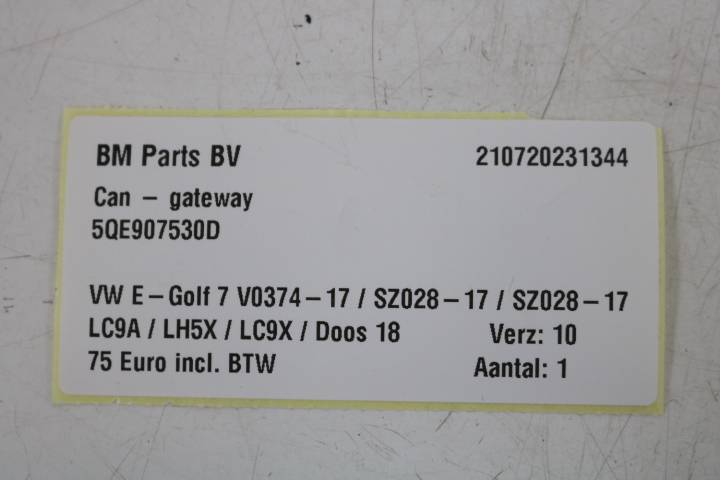 BM Parts BV 210720231344
Can - gateway
5QE907530D
VW E-Golf 7 V0374-17 / SZ028-17 / SZ028-17
LC9A / LH5X / LC9X / Doos 18 Verz: 10
75 Euro incl. BTW Aantal: 1